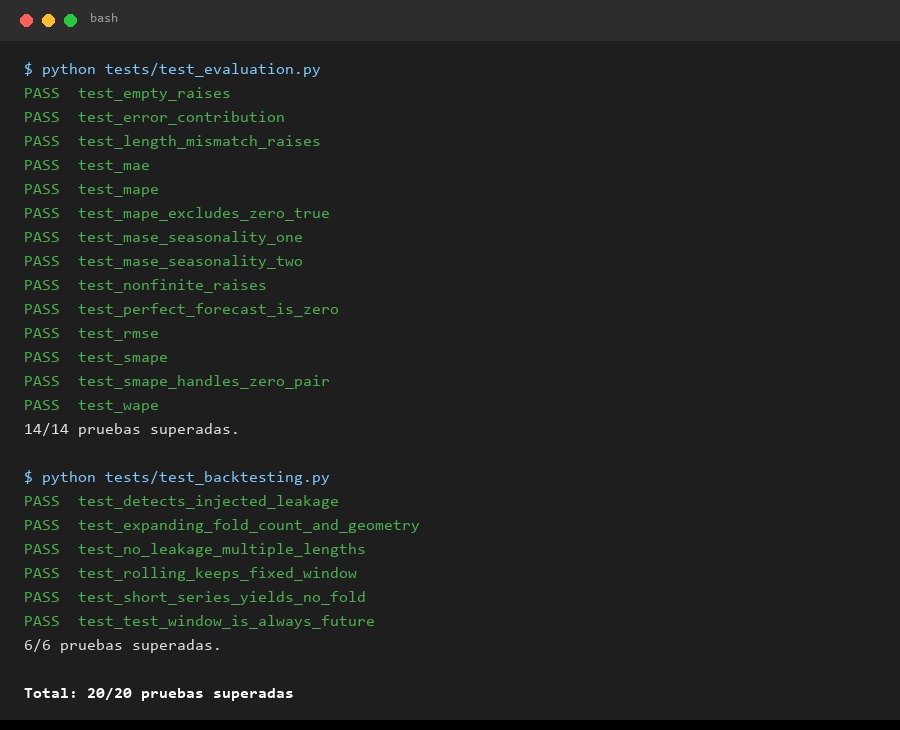 bash
$ python tests/test_evaluation.py
PASS  test_empty_raises
PASS  test_error_contribution
PASS  test_length_mismatch_raises
PASS  test_mae
PASS  test_mape
PASS  test_mape_excludes_zero_true
PASS  test_mase_seasonality_one
PASS  test_mase_seasonality_two
PASS  test_nonfinite_raises
PASS  test_perfect_forecast_is_zero
PASS  test_rmse
PASS  test_smape
PASS  test_smape_handles_zero_pair
PASS  test_wape
14/14 pruebas superadas.
$ python tests/test_backtesting.py
PASS  test_detects_injected_leakage
PASS  test_expanding_fold_count_and_geometry
PASS  test_no_leakage_multiple_lengths
PASS  test_rolling_keeps_fixed_window
PASS  test_short_series_yields_no_fold
PASS  test_test_window_is_always_future
6/6 pruebas superadas.
Total: 20/20 pruebas superadas